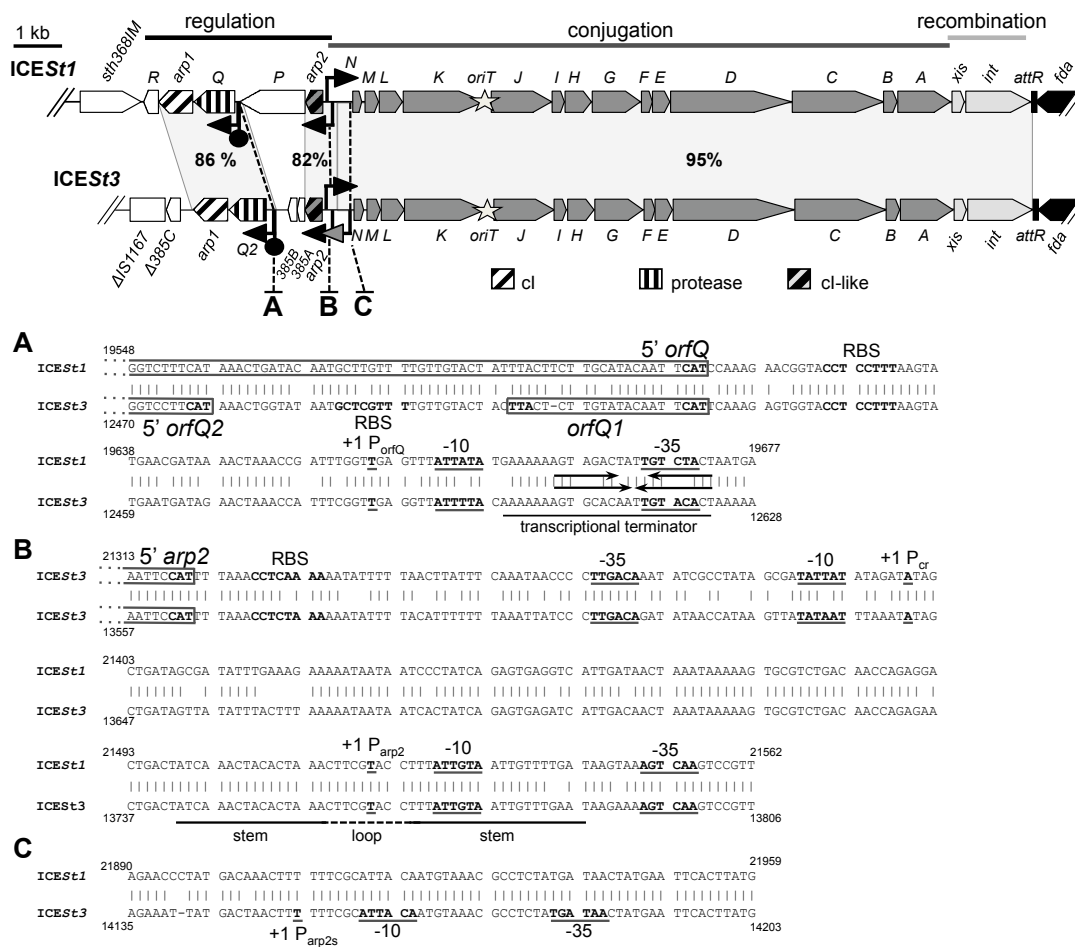 1 kb regulation conjugation recombination
ICESt1
sth368IM R arp1 Q P arp2 N M L K oriT J I H G F E D C B A xis int attR fda
86 % 82% 95%
ICESt3
ΔIS1167 Δ385C arp1 Q2 385B 385A arp2 N M L K oriT J I H G F E D C B A xis int attR fda
A B C
cI protease cI-like
A
19548 5' orfQ RBS
ICESt1 GGTCTTTCAT AAACTGATAC AATGCTTGTT TTGTTGTACT ATTTACTTCT TGCATACAAT TCATCCAAAG AACGGTACCT CCTTTAAGTA
ICESt3 GGTCCTTCAT AAACTGGTAT AATGCTCGTT TTGTTGTACT AGTTACT-CT TGTATACAAT TCATTCAAAG AGTGGTACCT CCTTTAAGTA
12470 5' orfQ2 RBS orfQ1
19638 +1 PorfQ -10 -35 19677
ICESt1 TGAACGATAA AACTAAACCG ATTTGGTTGA GTTTATTATA TGAAAAAAGT AGACTATTGT CTACTAATGA
ICESt3 TGAATGATAG AACTAAACCA TTTCGGTTGA GGTTATTTTA CAAAAAAAGT GCACAATTGT ACACTAAAAA
12459 transcriptional terminator 12628
B
21313 5' arp2 RBS -35 -10 +1 Pcr
ICESt3 AATTCCATTT TAAACCTCAA AAAATATTTT TAACTTATTT CAAATAACCC CTTGACAAAT ATCGCCTATA GCGATATTAT ATAGATATAG
ICESt3 AATTCCATTT TAAACCTCTA AAAAATATTT TACATTTTTT TAAATTATCC CTTGACAGAT ATAACCATAA GTTATATAAT TTAAATATAG
13557
21403
ICESt1 CTGATAGCGA TATTTGAAAG AAAAATAATA ATCCCTATCA GAGTGAGGTC ATTGATAACT AAATAAAAAG TGCGTCTGAC AACCAGAGGA
ICESt3 CTGATAGTTA TATTTACTTT AAAAATAATA ATCACTATCA GAGTGAGATC ATTGACAACT AAATAAAAAG TGCGTCTGAC AACCAGAGAA
13647
21493 +1 Parp2 -10 -35 21562
ICESt1 CTGACTATCA AACTACACTA AACTTCGTAC CTTTATTGTA ATTGTTTTGA TAAGTAAAGT CAAGTCCGTT
ICESt3 CTGACTATCA AACTACACTA AACTTCGTAC CTTTATTGTA ATTGTTTGAA TAAGAAAAGT CAAGTCCGTT
13737 13806
stem loop stem
C
21890 21959
ICESt1 AGAACCCTAT GACAAACTTT TTTCGCATTA CAATGTAAAC GCCTCTATGA TAACTATGAA TTCACTTATG
ICESt3 AGAAAT-TAT GACTAACTTT TTTCGCATTA CAATGTAAAC GCCTCTATGA TAACTATGAA TTCACTTATG
14135 +1 Parp2s -10 -35 14203